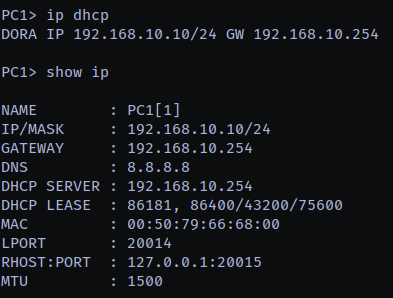 PC1> ip dhcp
DORA IP 192.168.10.10/24 GW 192.168.10.254
PC1> show ip
NAME        : PC1[1]
IP/MASK     : 192.168.10.10/24
GATEWAY     : 192.168.10.254
DNS         : 8.8.8.8
DHCP SERVER : 192.168.10.254
DHCP LEASE  : 86181, 86400/43200/75600
MAC         : 00:50:79:66:68:00
LPORT       : 20014
RHOST:PORT  : 127.0.0.1:20015
MTU         : 1500